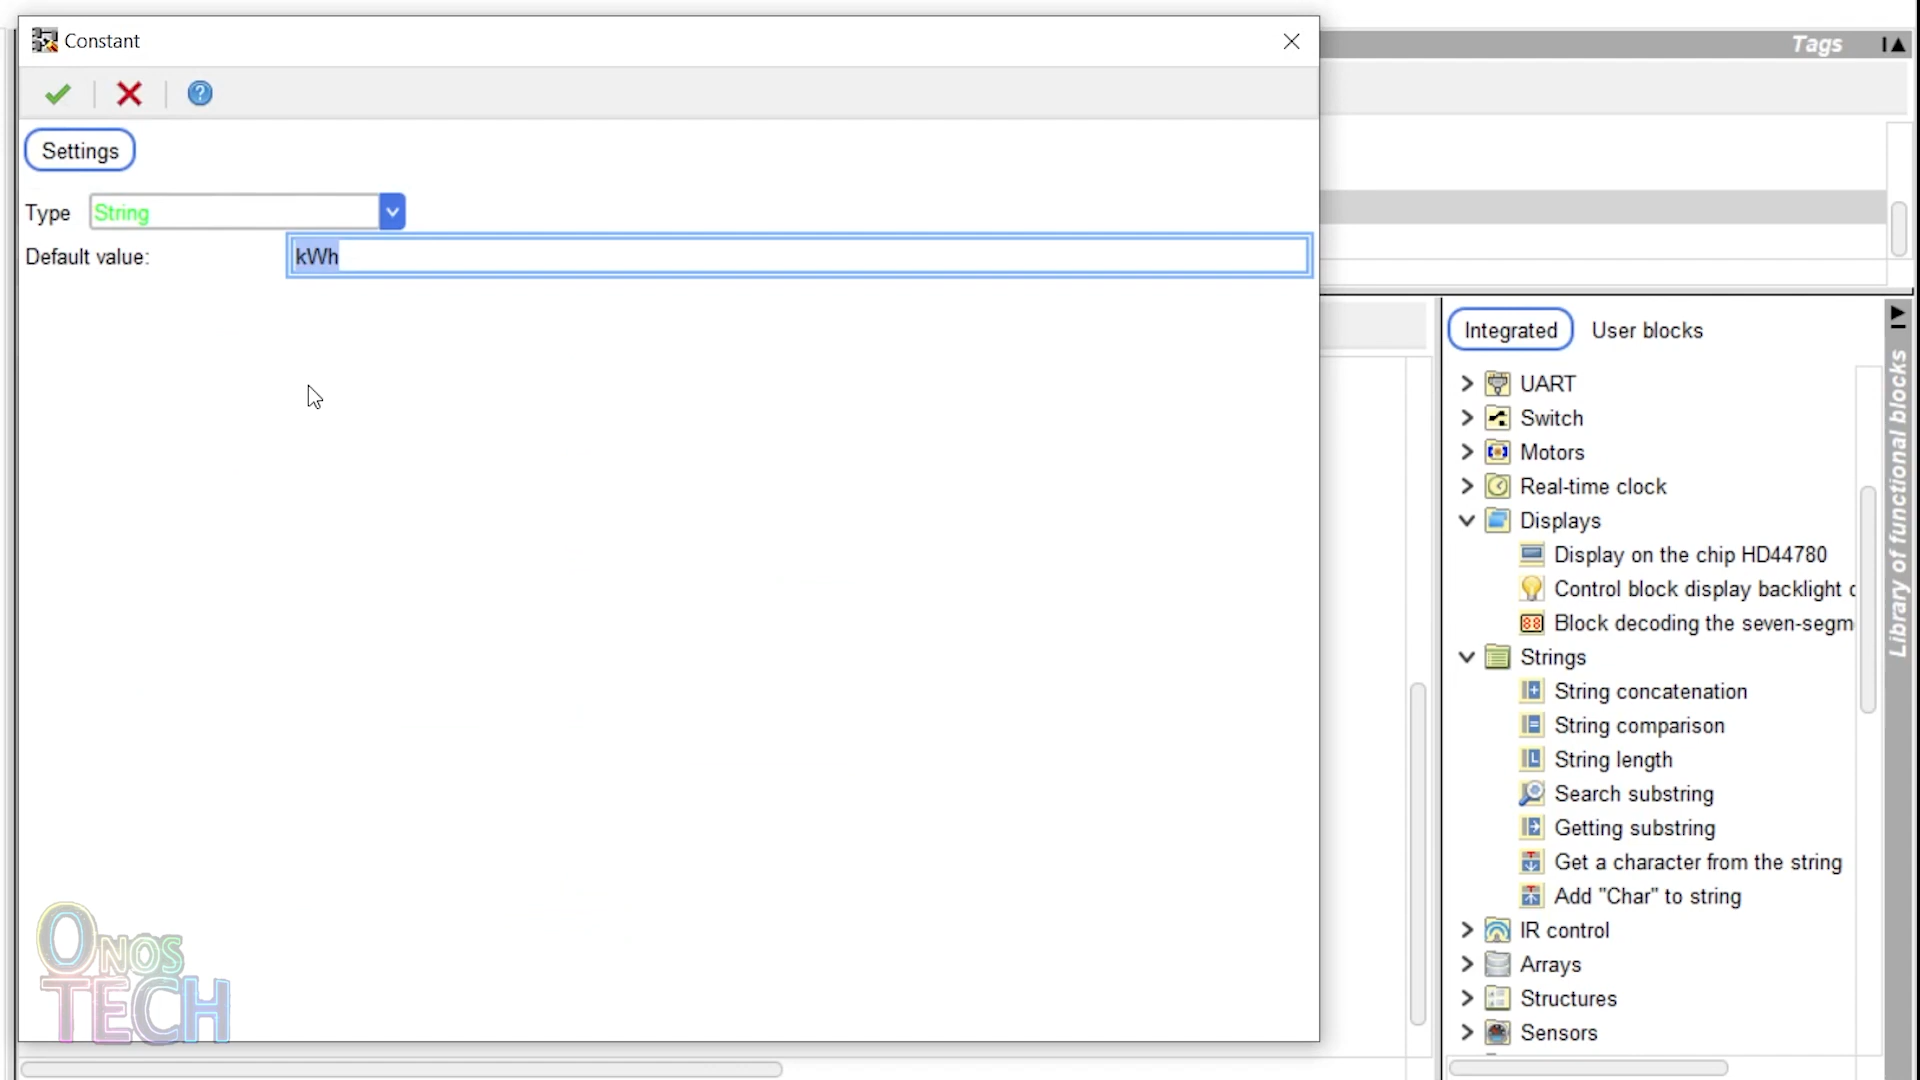 Constant
Tags
Settings
Type String
Default value: kWh
Integrated User blocks
UART
Switch
Motors
Real-time clock
Displays
Display on the chip HD44780
Control block display backlight
Block decoding the seven-segm
Strings
String concatenation
String comparison
String length
Search substring
Getting substring
Get a character from the string
Add "Char" to string
IR control
Arrays
Structures
Sensors
Library of functional blocks
ONOS
TECH